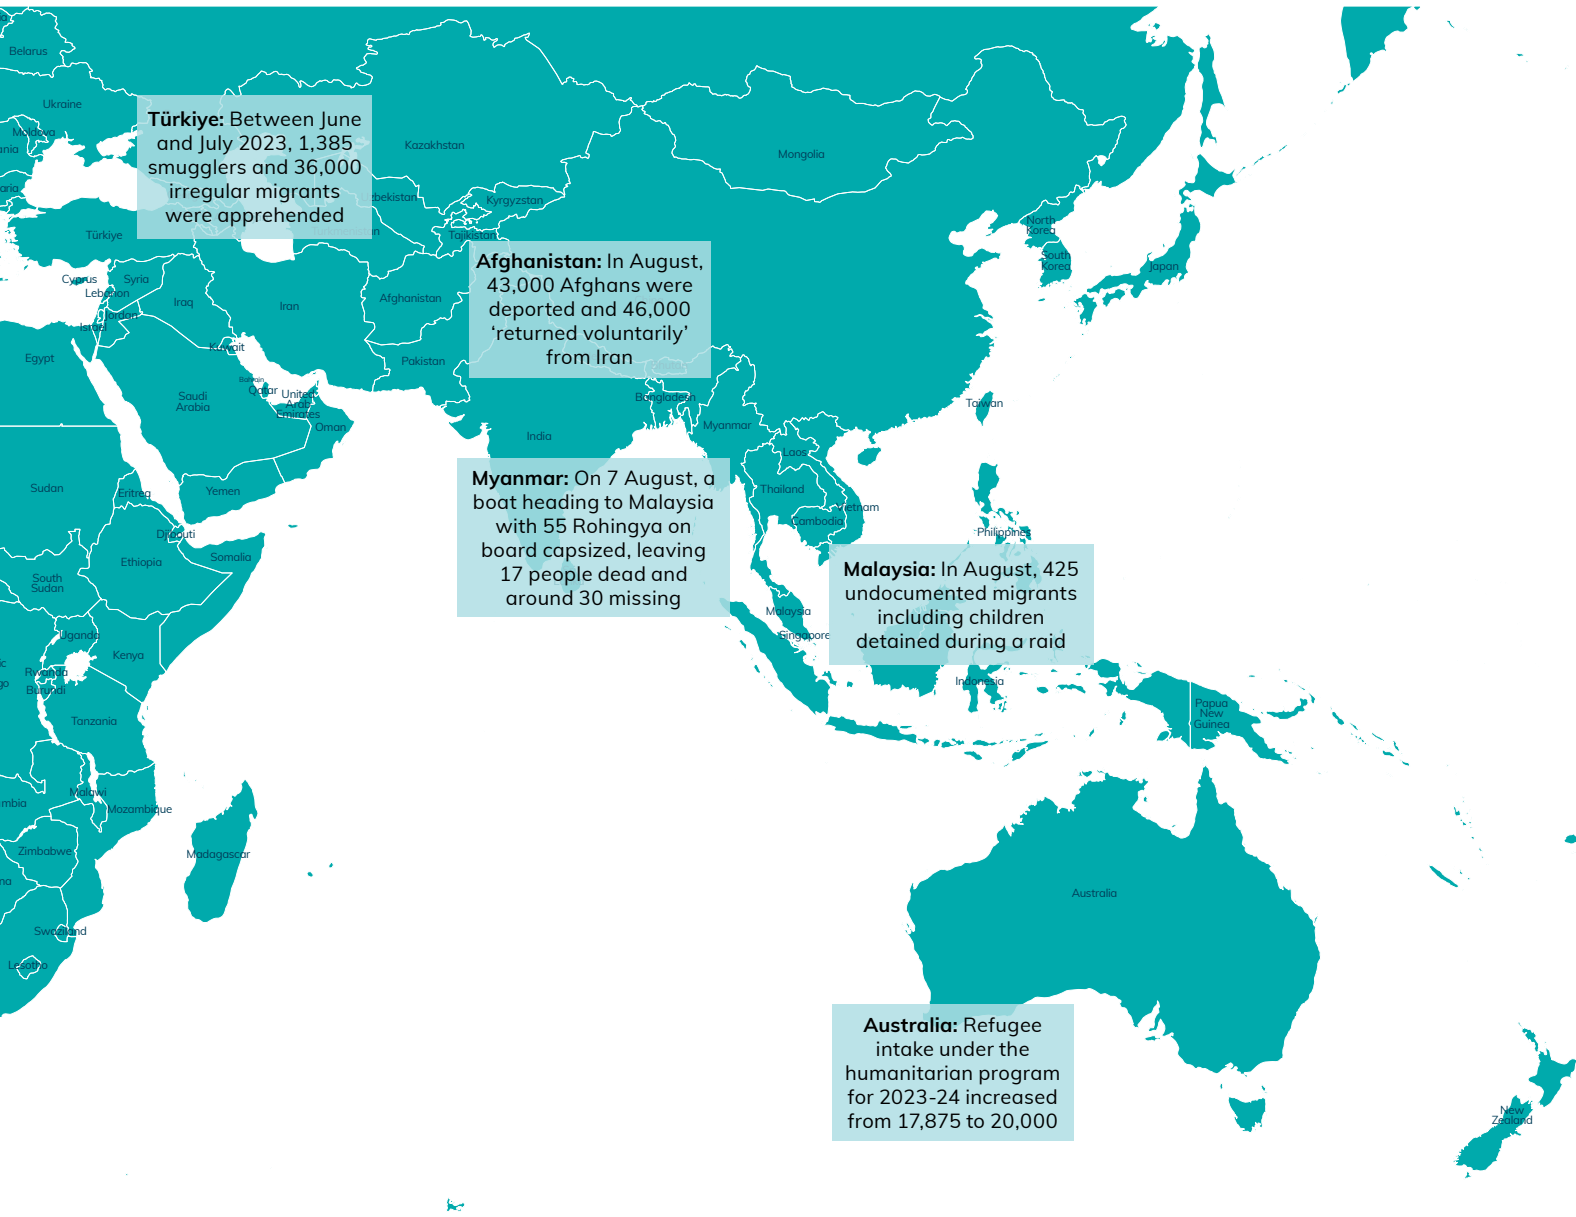 Belarus
Ukraine
Moldova
Türkiye: Between June
and July 2023, 1,385
smugglers and 36,000
irregular migrants
were apprehended
Kazakhstan
Mongolia
Kyrgyzstan
Tajikistan
Türkiye
North
Korea
South
Korea
Japan
Cyprus
Syria
Lebanon
Iraq
Iran
Afghanistan
Jordan
Israel
Afghanistan: In August,
43,000 Afghans were
deported and 46,000
‘returned voluntarily’
from Iran
Egypt
Kuwait
Pakistan
Bahrain
Qatar
United
Arab
Emirates
Saudi
Arabia
Oman
Bangladesh
Taiwan
India
Myanmar
Laos
Sudan
Eritrea
Yemen
Thailand
Vietnam
Cambodia
Philippines
Myanmar: On 7 August, a
boat heading to Malaysia
with 55 Rohingya on
board capsized, leaving
17 people dead and
around 30 missing
Djibouti
Ethiopia
Somalia
South
Sudan
Malaysia: In August, 425
undocumented migrants
including children
detained during a raid
Malaysia
Singapore
Uganda
Kenya
Rwanda
Burundi
Indonesia
Tanzania
Papua
New
Guinea
Malawi
Mozambique
Zimbabwe
Madagascar
Australia
Swaziland
Lesotho
Australia: Refugee
intake under the
humanitarian program
for 2023-24 increased
from 17,875 to 20,000
New
Zealand